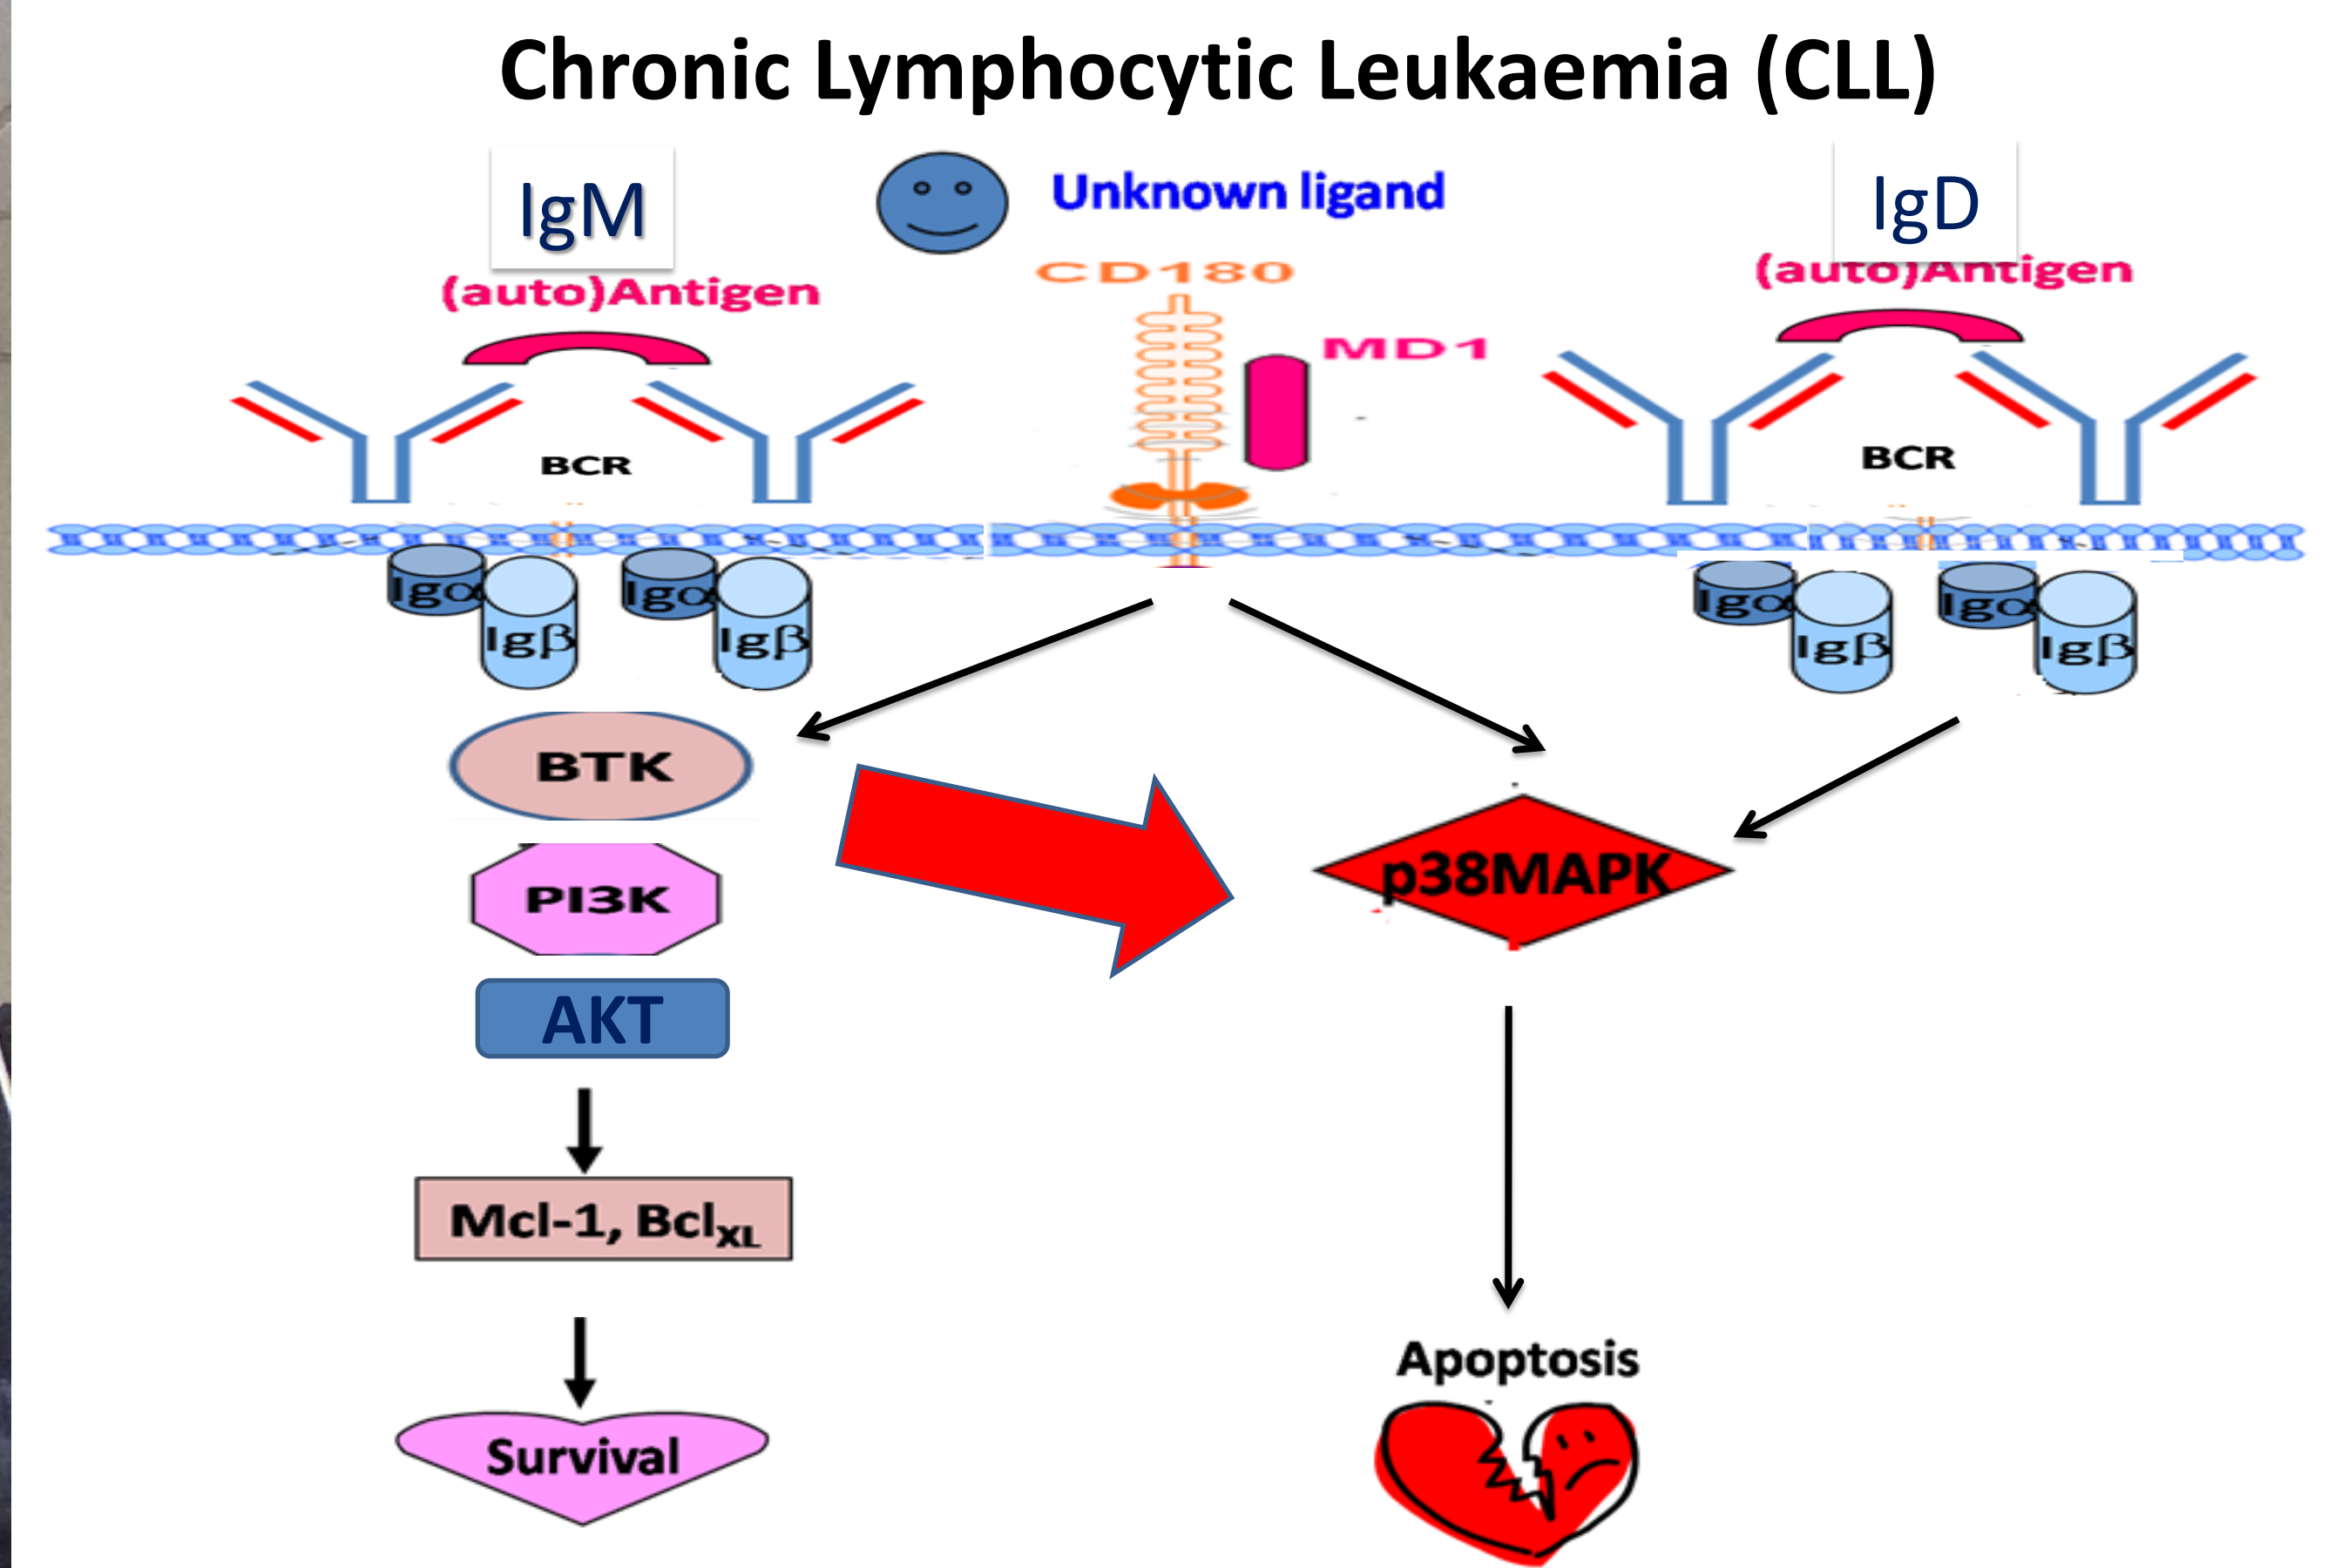 Chronic Lymphocytic Leukaemia (CLL)
IgM
Unknown ligand
IgD
(auto)Antigen
CD180
(auto)Antigen
MD1
BCR
BCR
Igα
Igβ
Igα
Igβ
Igα
Igβ
Igα
Igβ
BTK
PI3K
p38MAPK
AKT
Mcl-1, BclXL
Apoptosis
Survival